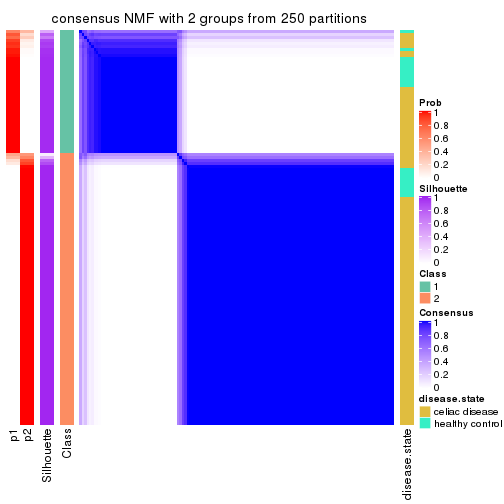 consensus NMF with 2 groups from 250 partitions
Prob
1
0.8
0.6
0.4
0.2
0
Silhouette
1
0.8
0.6
0.4
0.2
0
Class
1
2
Consensus
1
0.8
0.6
0.4
0.2
0
disease.state
celiac disease
healthy control
p1
p2
Silhouette
Class
disease.state